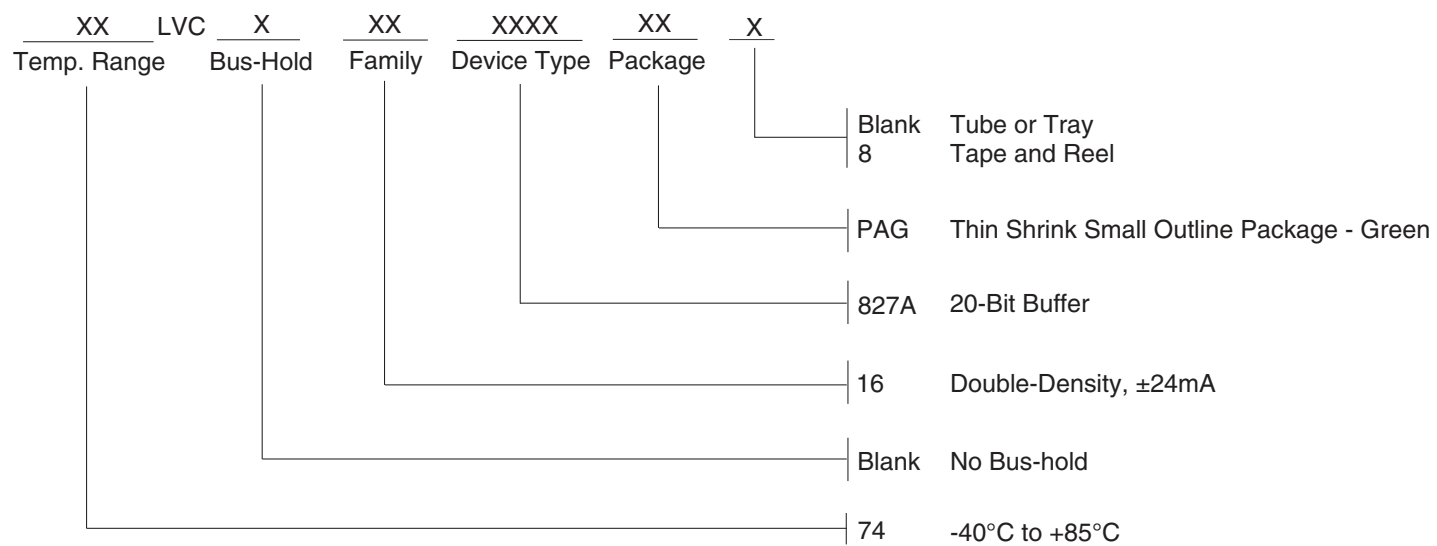 XX LVC X XX XXXX XX X
Temp. Range Bus-Hold Family Device Type Package
Blank Tube or Tray
8 Tape and Reel
PAG Thin Shrink Small Outline Package - Green
827A 20-Bit Buffer
16 Double-Density, ±24mA
Blank No Bus-hold
74 -40°C to +85°C